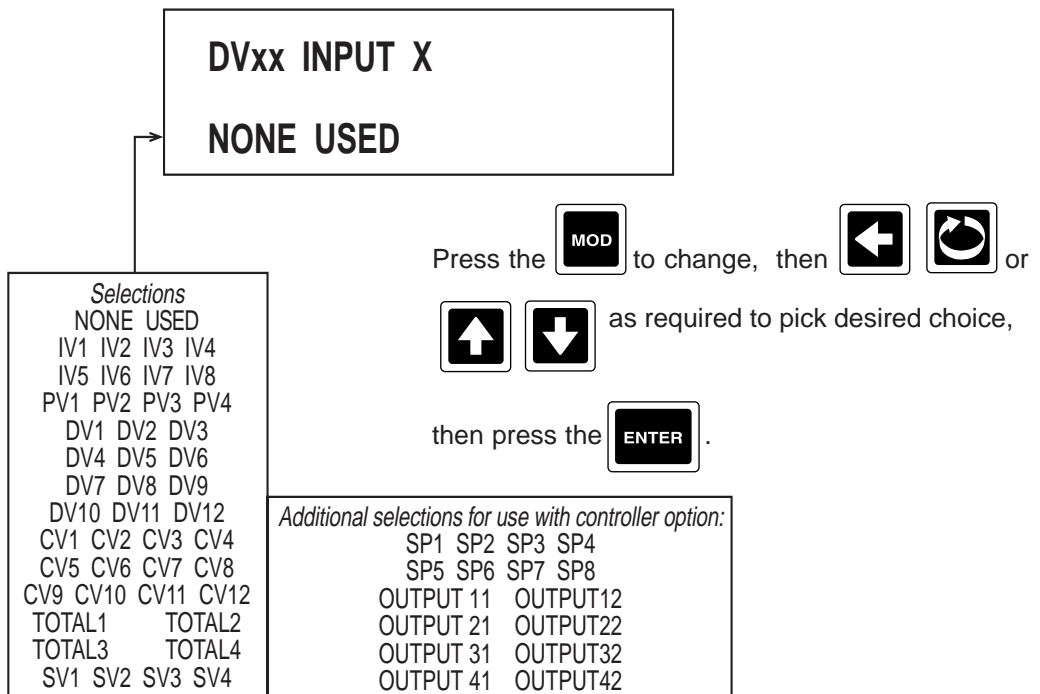 DVxx INPUT X
NONE USED
Press the MOD to change, then or
as required to pick desired choice,
then press the ENTER .
Selections
NONE USED
IV1 IV2 IV3 IV4
IV5 IV6 IV7 IV8
PV1 PV2 PV3 PV4
DV1 DV2 DV3
DV4 DV5 DV6
DV7 DV8 DV9
DV10 DV11 DV12
CV1 CV2 CV3 CV4
CV5 CV6 CV7 CV8
CV9 CV10 CV11 CV12
TOTAL1 TOTAL2
TOTAL3 TOTAL4
SV1 SV2 SV3 SV4
Additional selections for use with controller option:
SP1 SP2 SP3 SP4
SP5 SP6 SP7 SP8
OUTPUT 11 OUTPUT12
OUTPUT 21 OUTPUT22
OUTPUT 31 OUTPUT32
OUTPUT 41 OUTPUT42